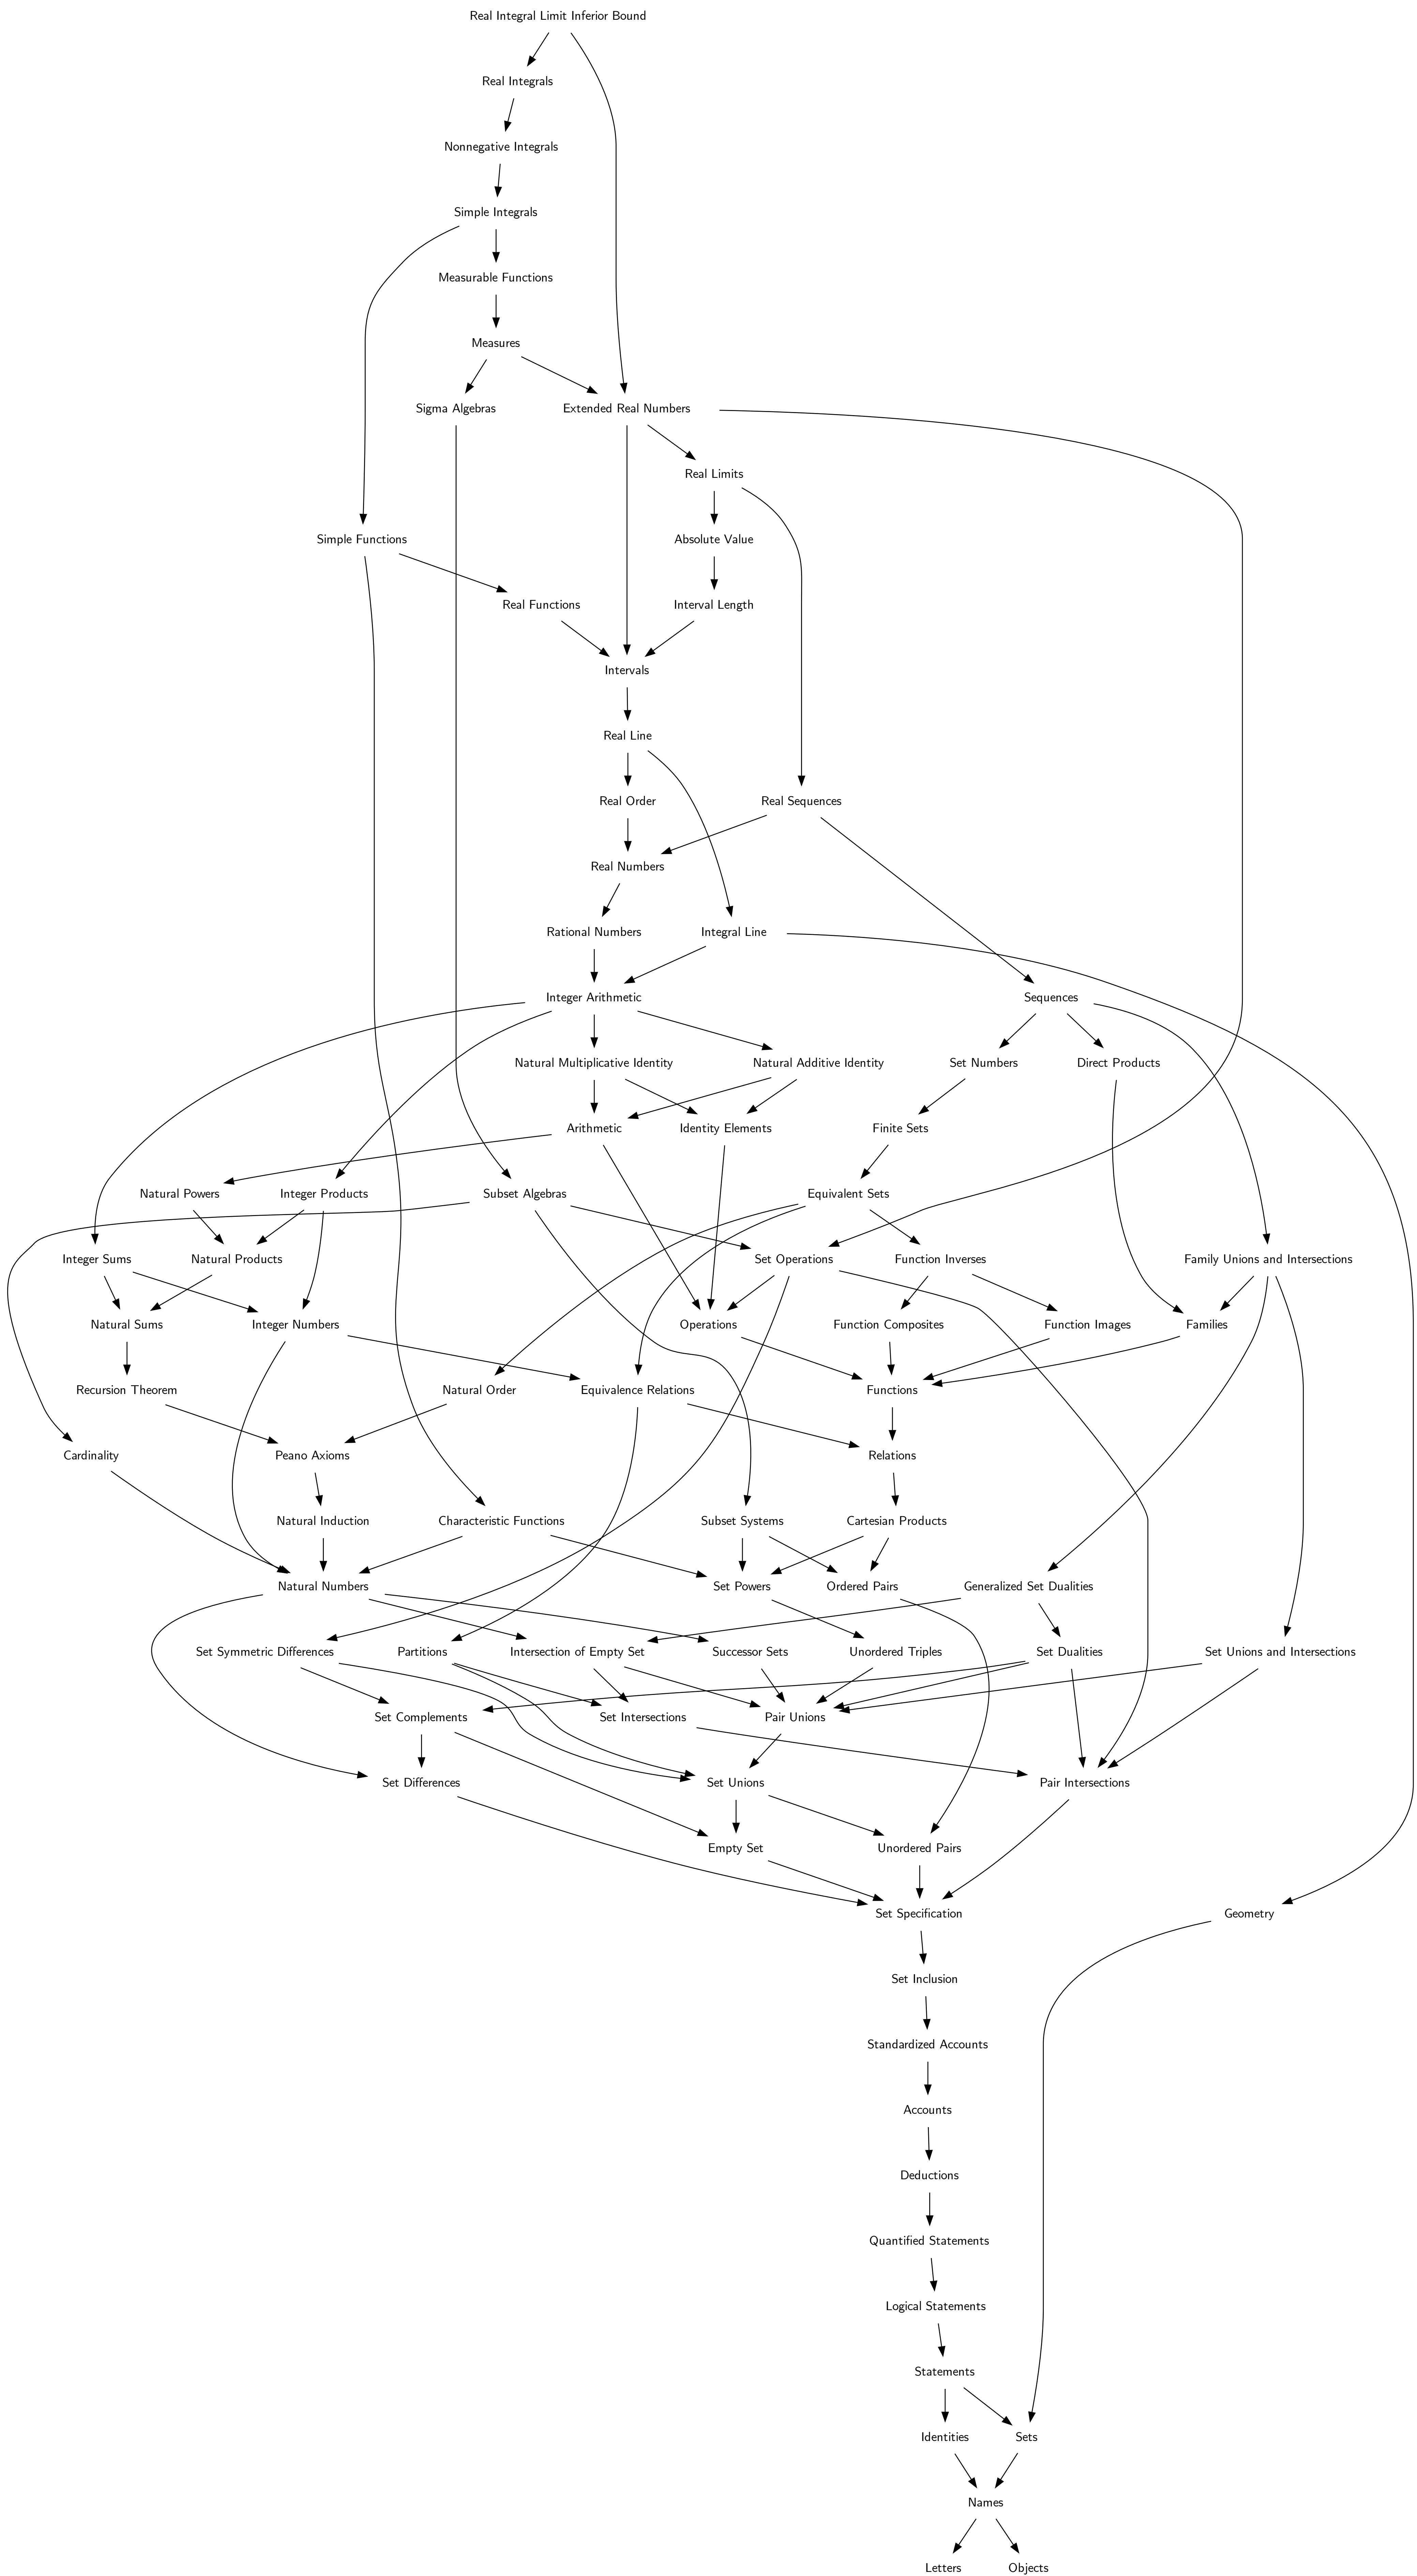 Real Integral Limit Inferior Bound
Real Integrals
Nonnegative Integrals
Simple Integrals
Measurable Functions
Measures
Sigma Algebras
Extended Real Numbers
Real Limits
Simple Functions
Absolute Value
Real Functions
Interval Length
Intervals
Real Line
Real Order
Real Sequences
Real Numbers
Rational Numbers
Integral Line
Integer Arithmetic
Sequences
Natural Multiplicative Identity
Natural Additive Identity
Set Numbers
Direct Products
Arithmetic
Identity Elements
Finite Sets
Natural Powers
Integer Products
Subset Algebras
Equivalent Sets
Integer Sums
Natural Products
Set Operations
Function Inverses
Family Unions and Intersections
Natural Sums
Integer Numbers
Operations
Function Composites
Function Images
Families
Recursion Theorem
Natural Order
Equivalence Relations
Functions
Cardinality
Peano Axioms
Relations
Natural Induction
Characteristic Functions
Subset Systems
Cartesian Products
Natural Numbers
Set Powers
Ordered Pairs
Generalized Set Dualities
Set Symmetric Differences
Partitions
Intersection of Empty Set
Successor Sets
Unordered Triples
Set Dualities
Set Unions and Intersections
Set Complements
Set Intersections
Pair Unions
Set Differences
Set Unions
Pair Intersections
Empty Set
Unordered Pairs
Set Specification
Geometry
Set Inclusion
Standardized Accounts
Accounts
Deductions
Quantified Statements
Logical Statements
Statements
Identities
Sets
Names
Letters
Objects